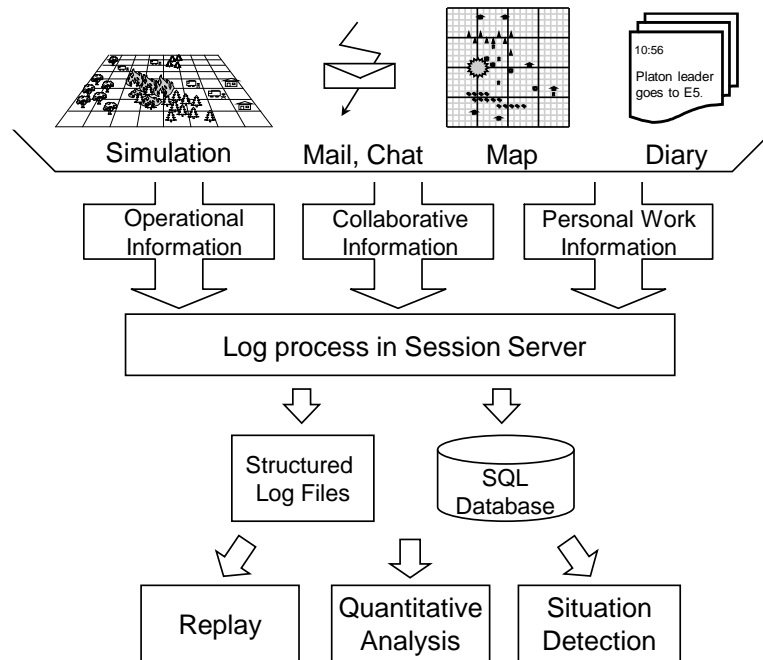 10:56
Platon leader
goes to E5.
Simulation
Mail, Chat
Map
Diary
Operational
Information
Collaborative
Information
Personal Work
Information
Log process in Session Server
Structured
Log Files
SQL
Database
Replay
Quantitative
Analysis
Situation
Detection